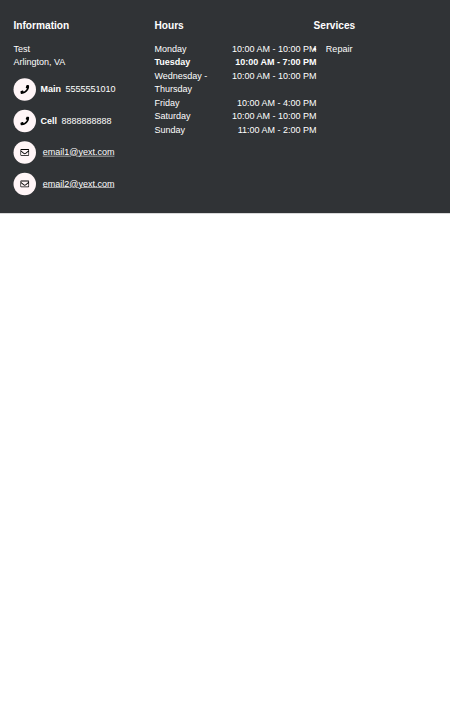 Information
Test
Arlington, VA
Main 5555551010
Cell 8888888888
email1@yext.com
email2@yext.com
Hours
Monday 10:00 AM - 10:00 PM
Tuesday 10:00 AM - 7:00 PM
Wednesday - 10:00 AM - 10:00 PM
Thursday
Friday 10:00 AM - 4:00 PM
Saturday 10:00 AM - 10:00 PM
Sunday 11:00 AM - 2:00 PM
Services
Repair